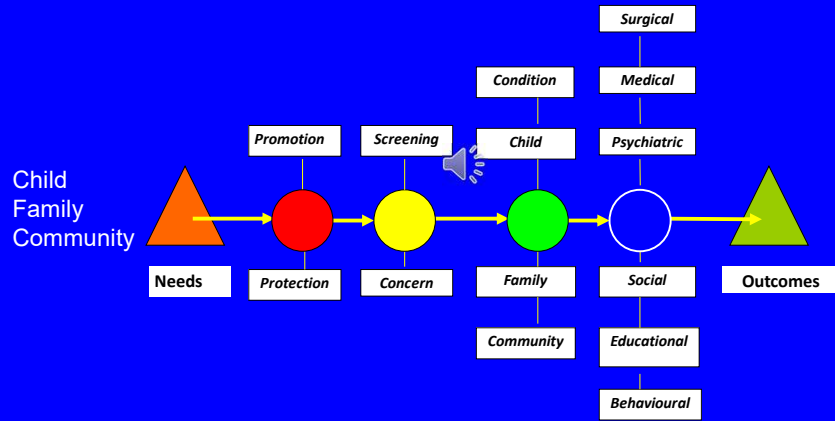 Surgical
Condition
Medical
Promotion
Screening
Child
Psychiatric
Child
Family
Community
Needs
Protection
Concern
Family
Social
Outcomes
Community
Educational
Behavioural